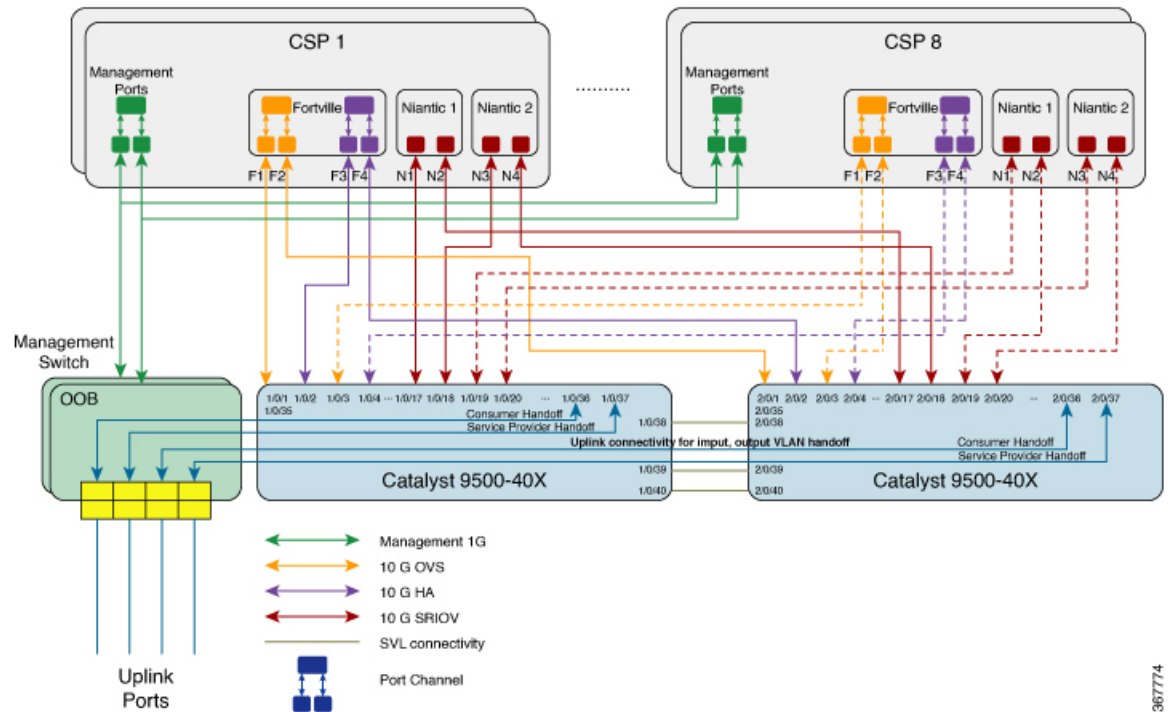 CSP 1
CSP 8
Management
Ports
Fortville
Niantic 1
Niantic 2
..........
Management
Ports
Fortville
Niantic 1
Niantic 2
F1 F2 F3 F4 N1 N2 N3 N4
F1 F2 F3 F4 N1 N2 N3 N4
Management
Switch
OOB
1/0/1 1/0/2 1/0/3 1/0/4 ... 1/0/17 1/0/18 1/0/19 1/0/20 ... 1/0/36 1/0/37
1/0/35
2/0/1 2/0/2 2/0/3 2/0/4 ... 2/0/17 2/0/18 2/0/19 2/0/20 ... 2/0/36 2/0/37
2/0/35
Consumer Handoff
1/0/38 2/0/38
Service Provider Handoff
Uplink connectivity for imput, output VLAN handoff
Consumer Handoff
Service Provider Handoff
1/0/39 2/0/39
Catalyst 9500-40X
Catalyst 9500-40X
1/0/40 2/0/40
Management 1G
10 G OVS
10 G HA
10 G SRIOV
SVL connectivity
Port Channel
Uplink
Ports
367774